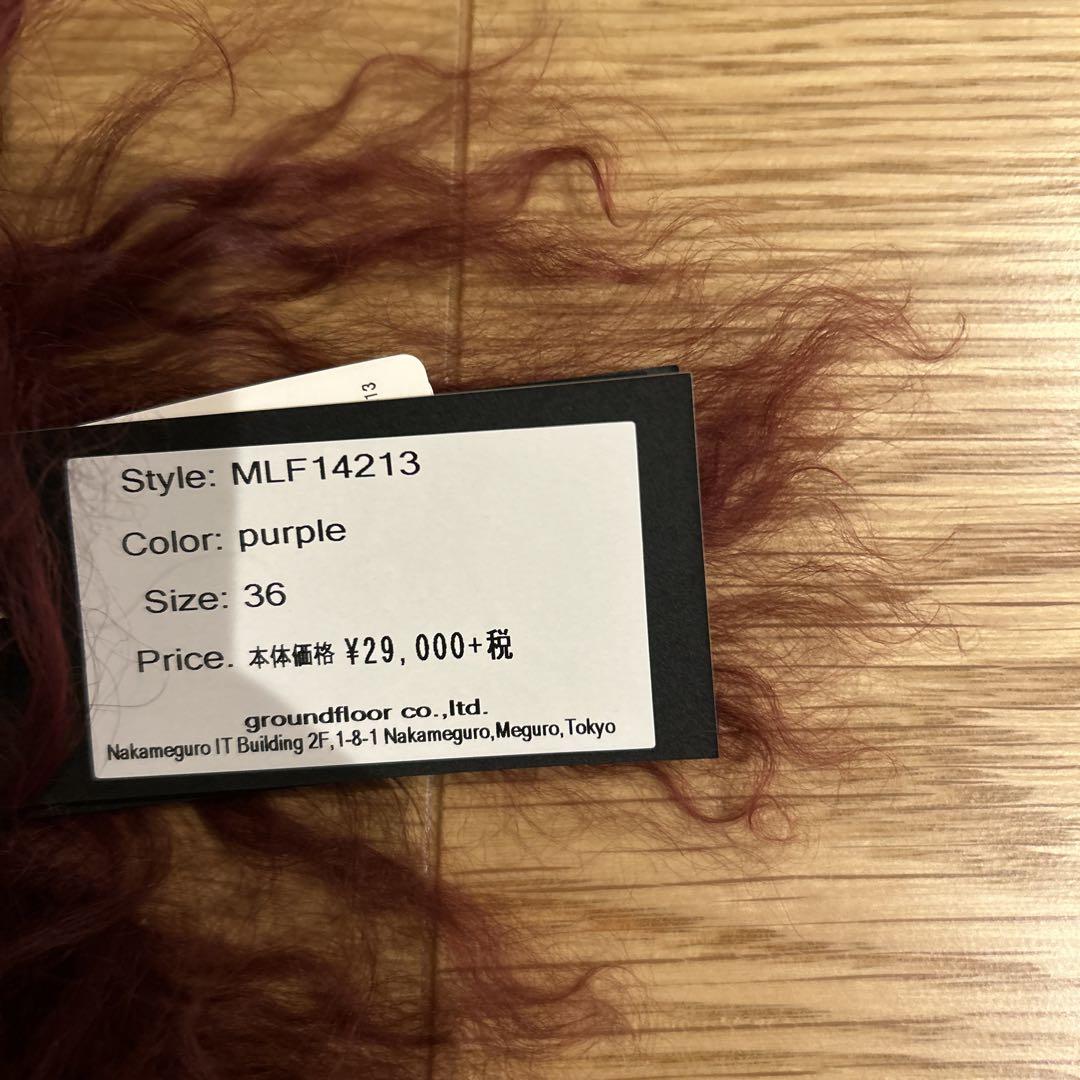 13
Style: MLF14213
Color: purple
Size: 36
Price. 本体価格 ¥29,000+税
groundfloor co.,ltd.
Nakameguro IT Building 2F,1-8-1 Nakameguro,Meguro,Tokyo